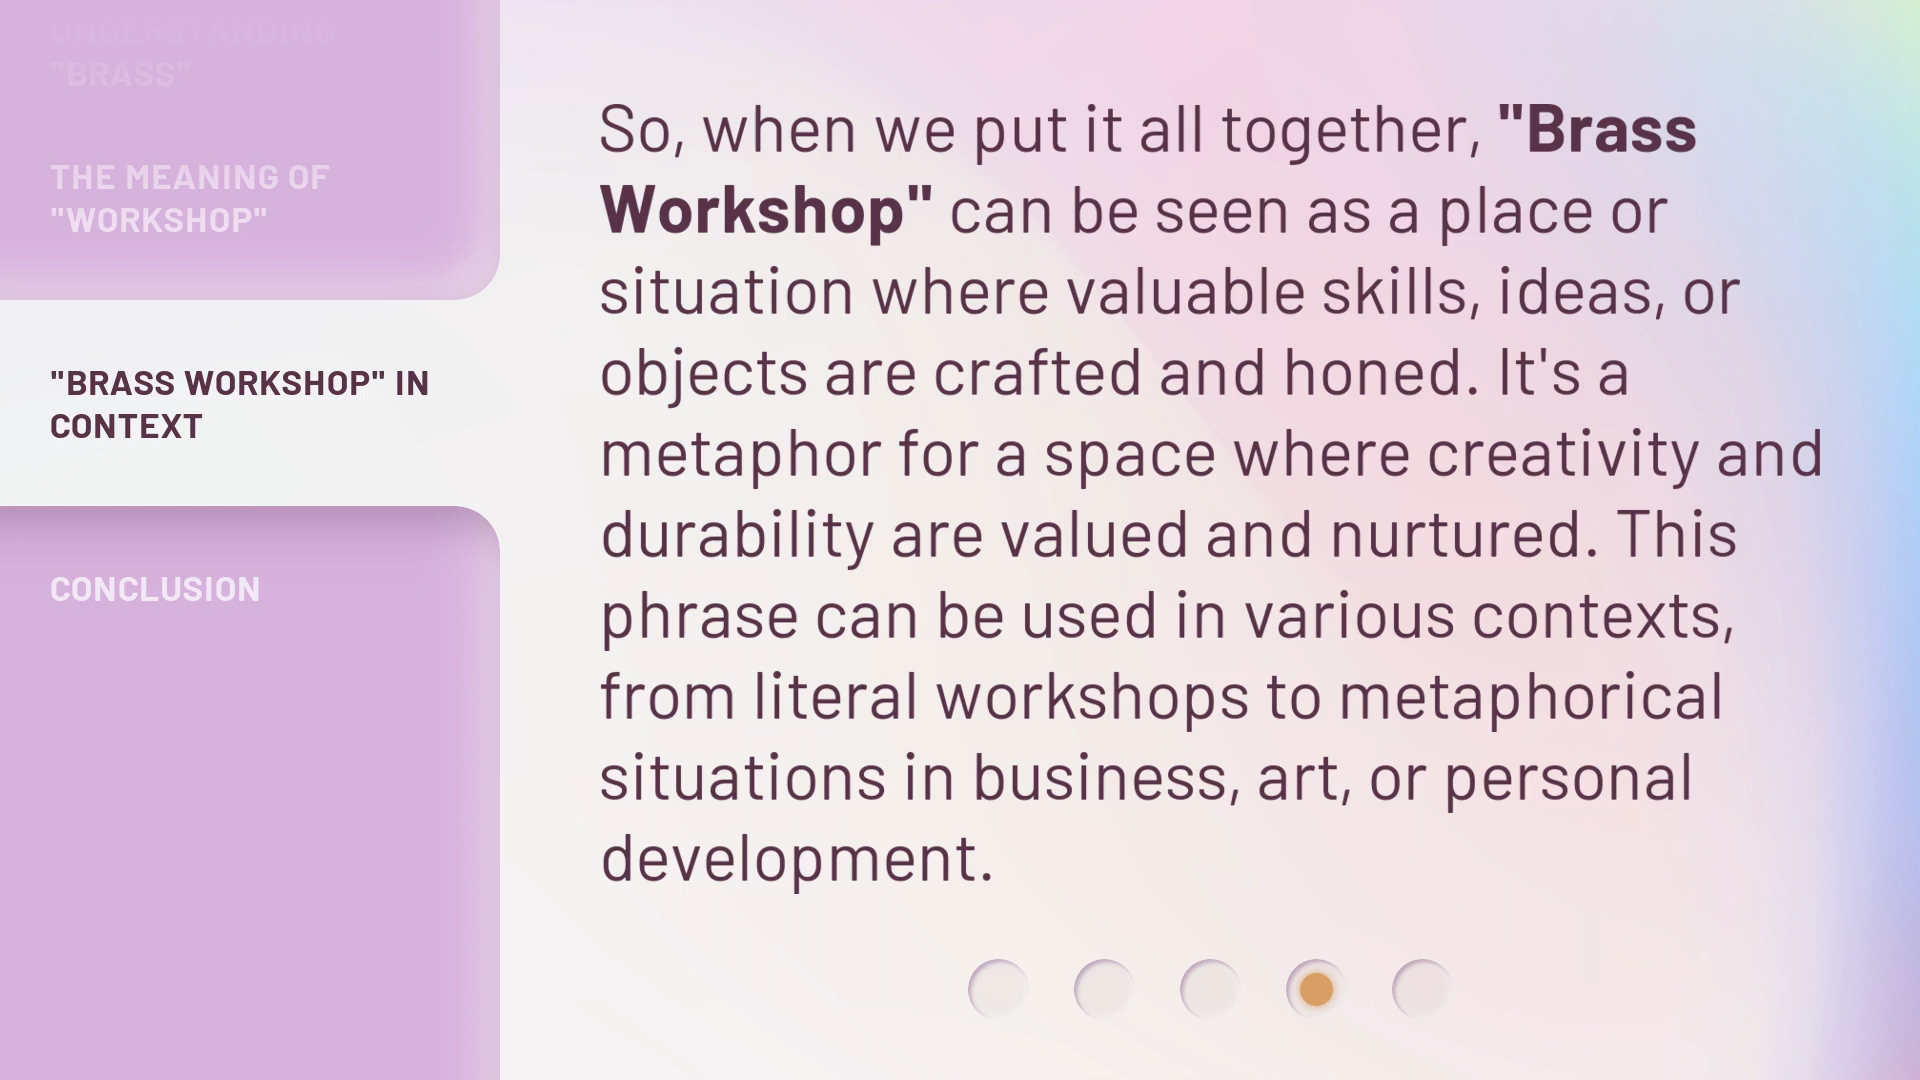 UNDERSTANDING
"BRASS"
THE MEANING OF
"WORKSHOP"
"BRASS WORKSHOP" IN
CONTEXT
CONCLUSION
So, when we put it all together, "Brass
Workshop" can be seen as a place or
situation where valuable skills, ideas, or
objects are crafted and honed. It's a
metaphor for a space where creativity and
durability are valued and nurtured. This
phrase can be used in various contexts,
from literal workshops to metaphorical
situations in business, art, or personal
development.